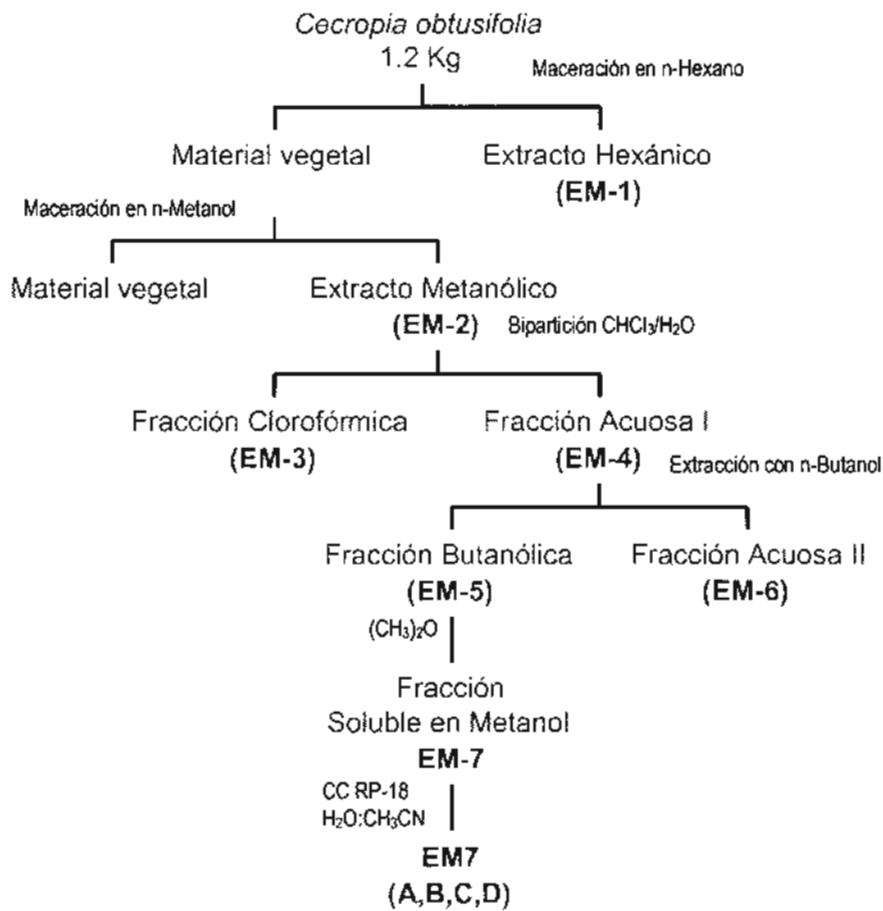 Cecropia obtusifolia
1.2 Kg
Maceración en n-Hexano
Material vegetal
Extracto Hexánico
(EM-1)
Maceración en n-Metanol
Material vegetal
Extracto Metanólico
(EM-2)
Bipartición CHCl₃/H₂O
Fracción Clorofórmica
(EM-3)
Fracción Acuosa I
(EM-4)
Extracción con n-Butanol
Fracción Butanólica
(EM-5)
Fracción Acuosa II
(EM-6)
(CH₃)₂O
Fracción
Soluble en Metanol
EM-7
CC RP-18
H₂O:CH₃CN
EM7
(A,B,C,D)